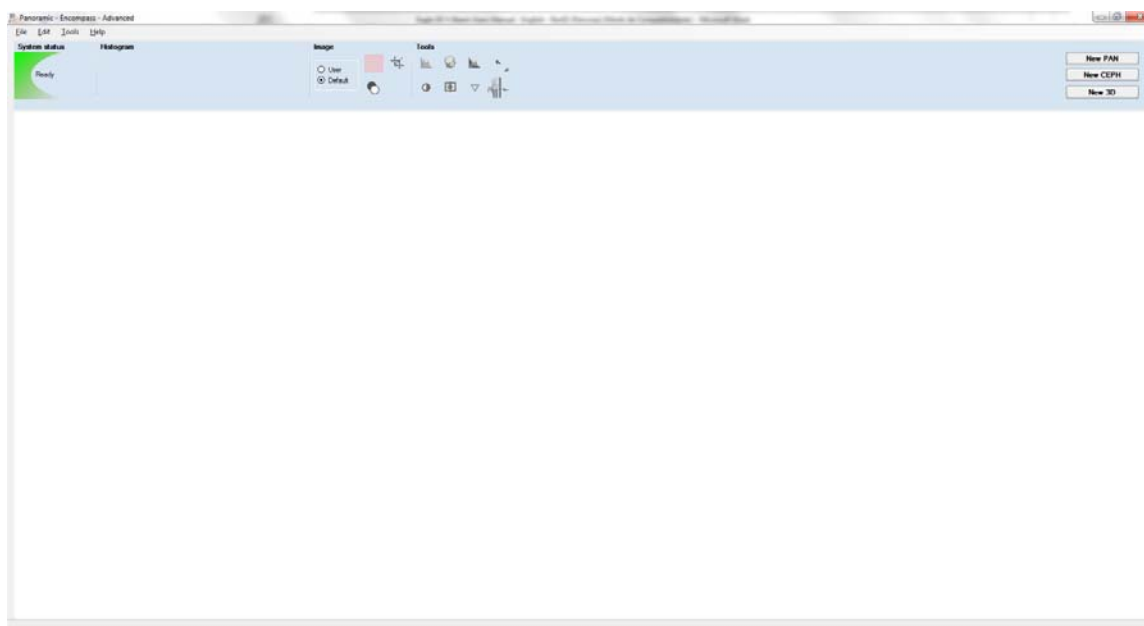 Panoramic - Encompass - Advanced
File Edit Tools Help
System status Histogram Image Tools
Ready
User
Default
New PAN
New CEPH
New 3D